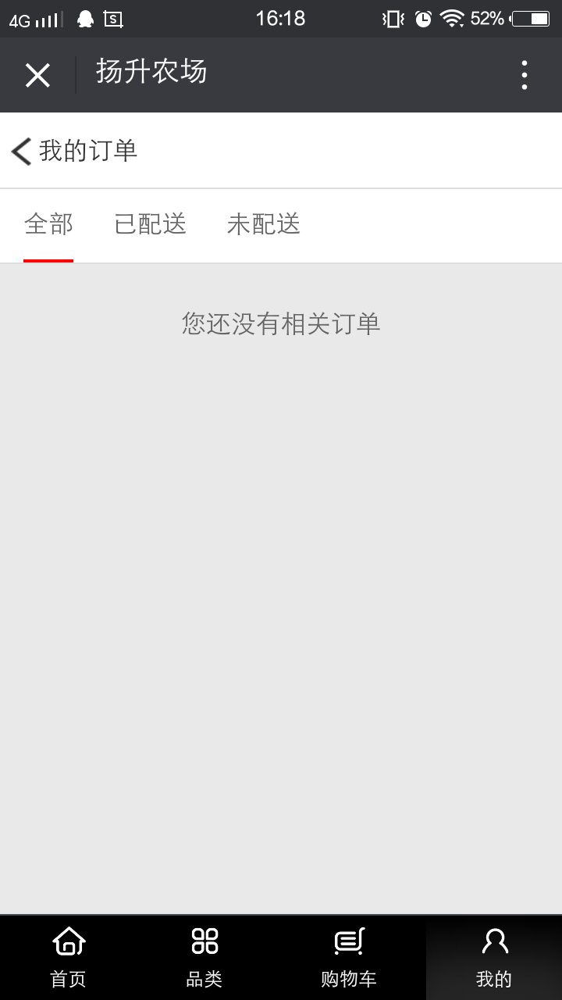 4G 16:18 52%
扬升农场
我的订单
全部 已配送 未配送
您还没有相关订单
首页 品类 购物车 我的